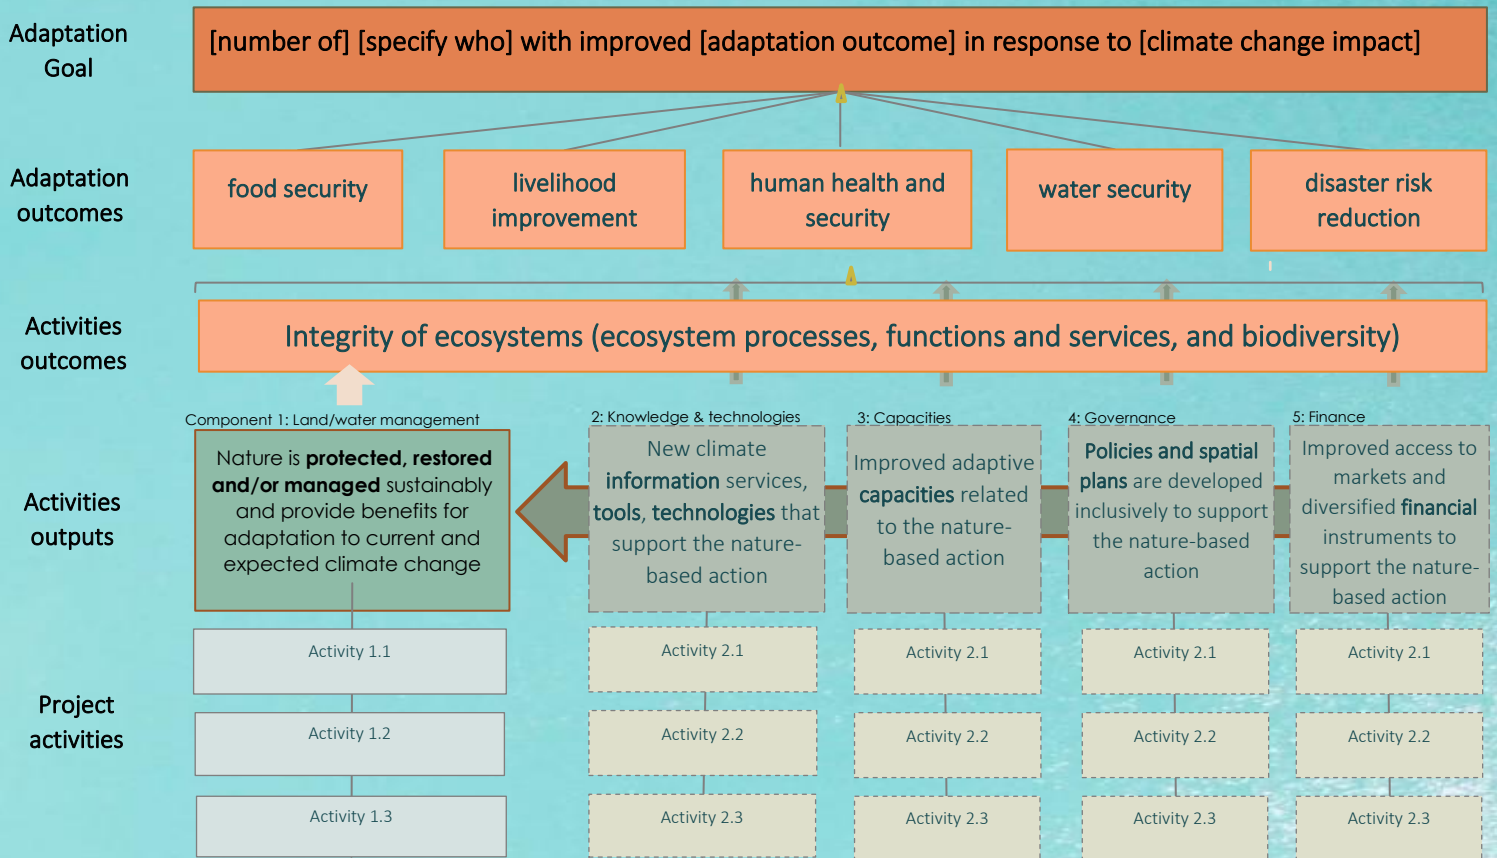 Adaptation
Goal
[number of] [specify who] with improved [adaptation outcome] in response to [climate change impact]
Adaptation
outcomes
food security
livelihood
improvement
human health and
security
water security
disaster risk
reduction
Activities
outcomes
Integrity of ecosystems (ecosystem processes, functions and services, and biodiversity)
Activities
outputs
Component 1: Land/water management
Nature is protected, restored
and/or managed sustainably
and provide benefits for
adaptation to current and
expected climate change
2: Knowledge & technologies
New climate
information services,
tools, technologies that
support the nature-
based action
3: Capacities
Improved adaptive
capacities related
to the nature-
based action
4: Governance
Policies and spatial
plans are developed
inclusively to support
the nature-based
action
5: Finance
Improved access to
markets and
diversified financial
instruments to
support the nature-
based action
Project
activities
Activity 1.1
Activity 2.1
Activity 2.1
Activity 2.1
Activity 2.1
Activity 1.2
Activity 2.2
Activity 2.2
Activity 2.2
Activity 2.2
Activity 1.3
Activity 2.3
Activity 2.3
Activity 2.3
Activity 2.3